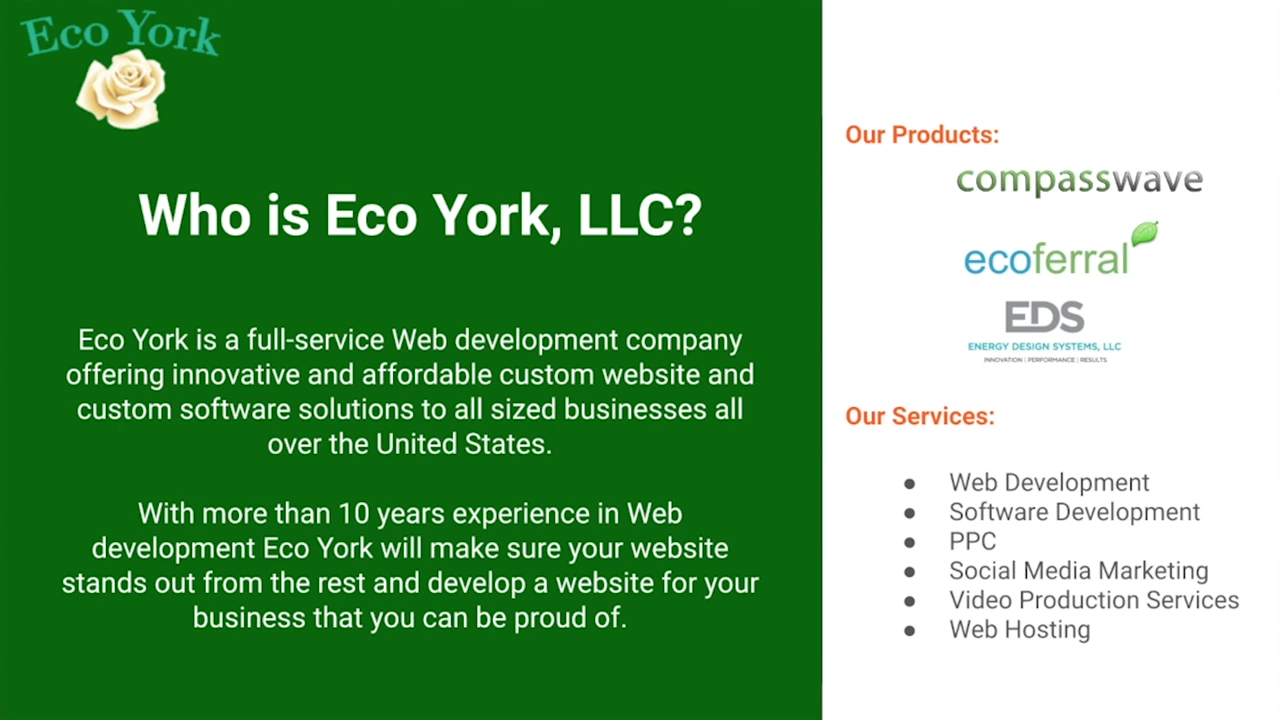 Eco York
Who is Eco York, LLC?
Eco York is a full-service Web development company
offering innovative and affordable custom website and
custom software solutions to all sized businesses all
over the United States.
With more than 10 years experience in Web
development Eco York will make sure your website
stands out from the rest and develop a website for your
business that you can be proud of.
Our Products:
compasswave
ecoferral
EDS
ENERGY DESIGN SYSTEMS, LLC
INNOVATION | PERFORMANCE | RESULTS
Our Services:
● Web Development
● Software Development
● PPC
● Social Media Marketing
● Video Production Services
● Web Hosting